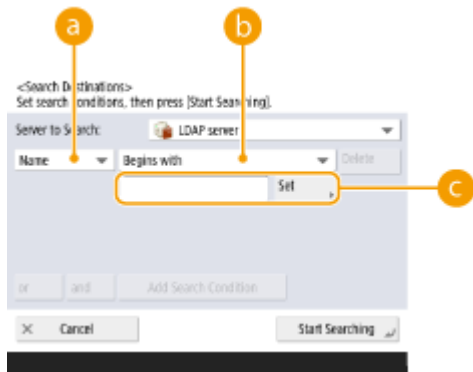 a b
<Search Destinations>
Set search conditions, then press [Start Searching].
Server to Search: LDAP server
Name Begins with Delete
Set c
or and Add Search Condition
× Cancel Start Searching